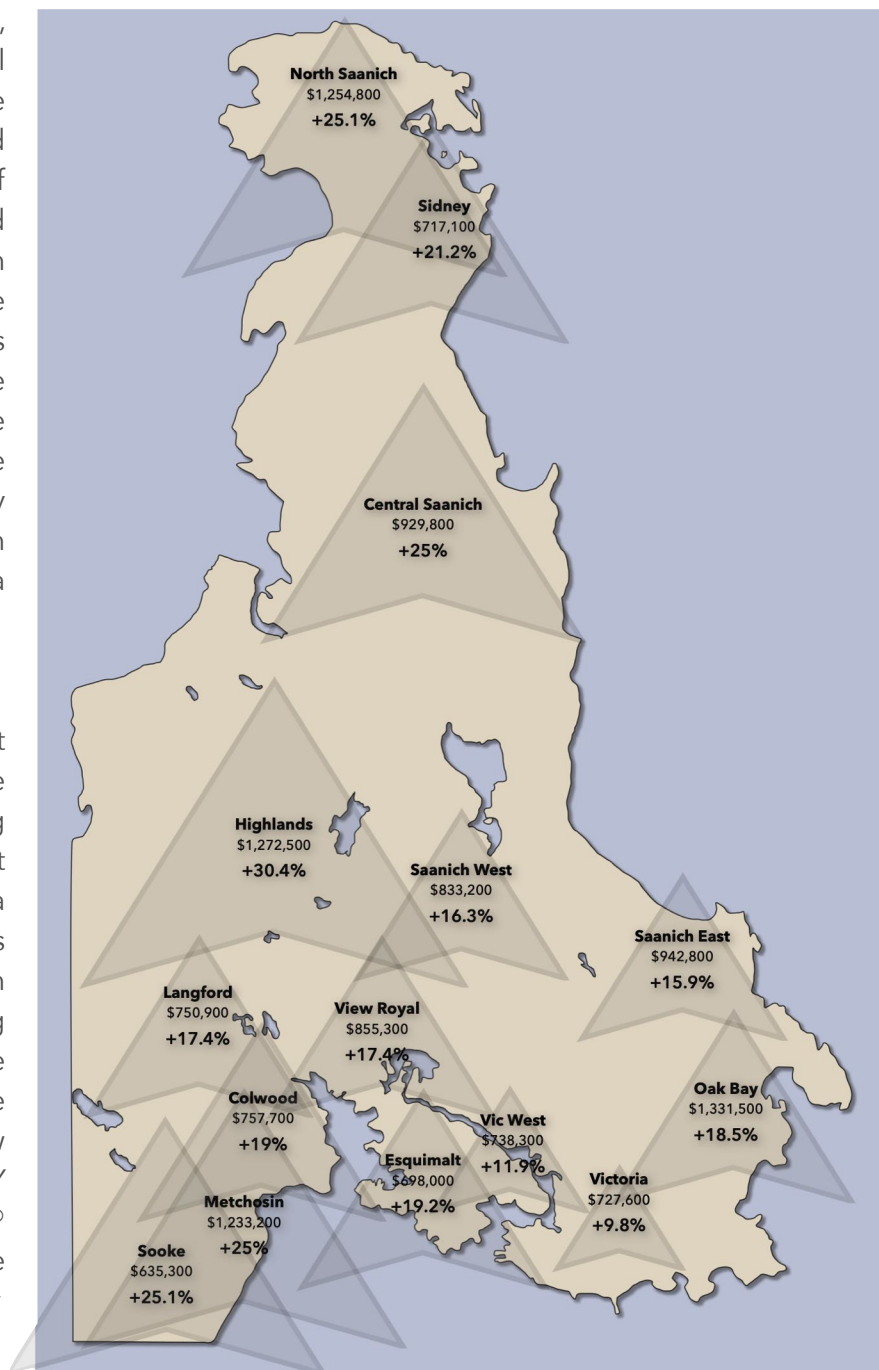 North Saanich
$1,254,800
+25.1%
Sidney
$717,100
+21.2%
Central Saanich
$929,800
+25%
Highlands
$1,272,500
+30.4%
Saanich West
$833,200
+16.3%
Saanich East
$942,800
+15.9%
Langford
$750,900
+17.4%
View Royal
$855,300
+17.4%
Colwood
$757,700
+19%
Oak Bay
$1,331,500
+18.5%
Vic West
$738,300
+11.9%
Esquimalt
$698,000
+19.2%
Victoria
$727,600
+9.8%
Metchosin
$1,233,200
+25%
Sooke
$635,300
+25.1%